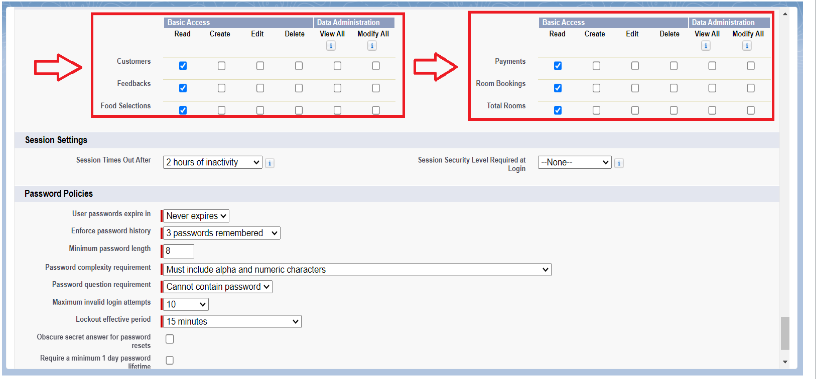 Basic Access Data Administration Basic Access Data Administration
Read Create Edit Delete View All Modify All Read Create Edit Delete View All Modify All
i i i i
Customers Payments
Feedbacks Room Bookings
Food Selections Total Rooms
Session Settings
Session Times Out After 2 hours of inactivity i Session Security Level Required at Login --None-- i
Password Policies
User passwords expire in Never expires
Enforce password history 3 passwords remembered
Minimum password length 8
Password complexity requirement Must include alpha and numeric characters
Password question requirement Cannot contain password
Maximum invalid login attempts 10
Lockout effective period 15 minutes
Obscure secret answer for password
resets
Require a minimum 1 day password
lifetime